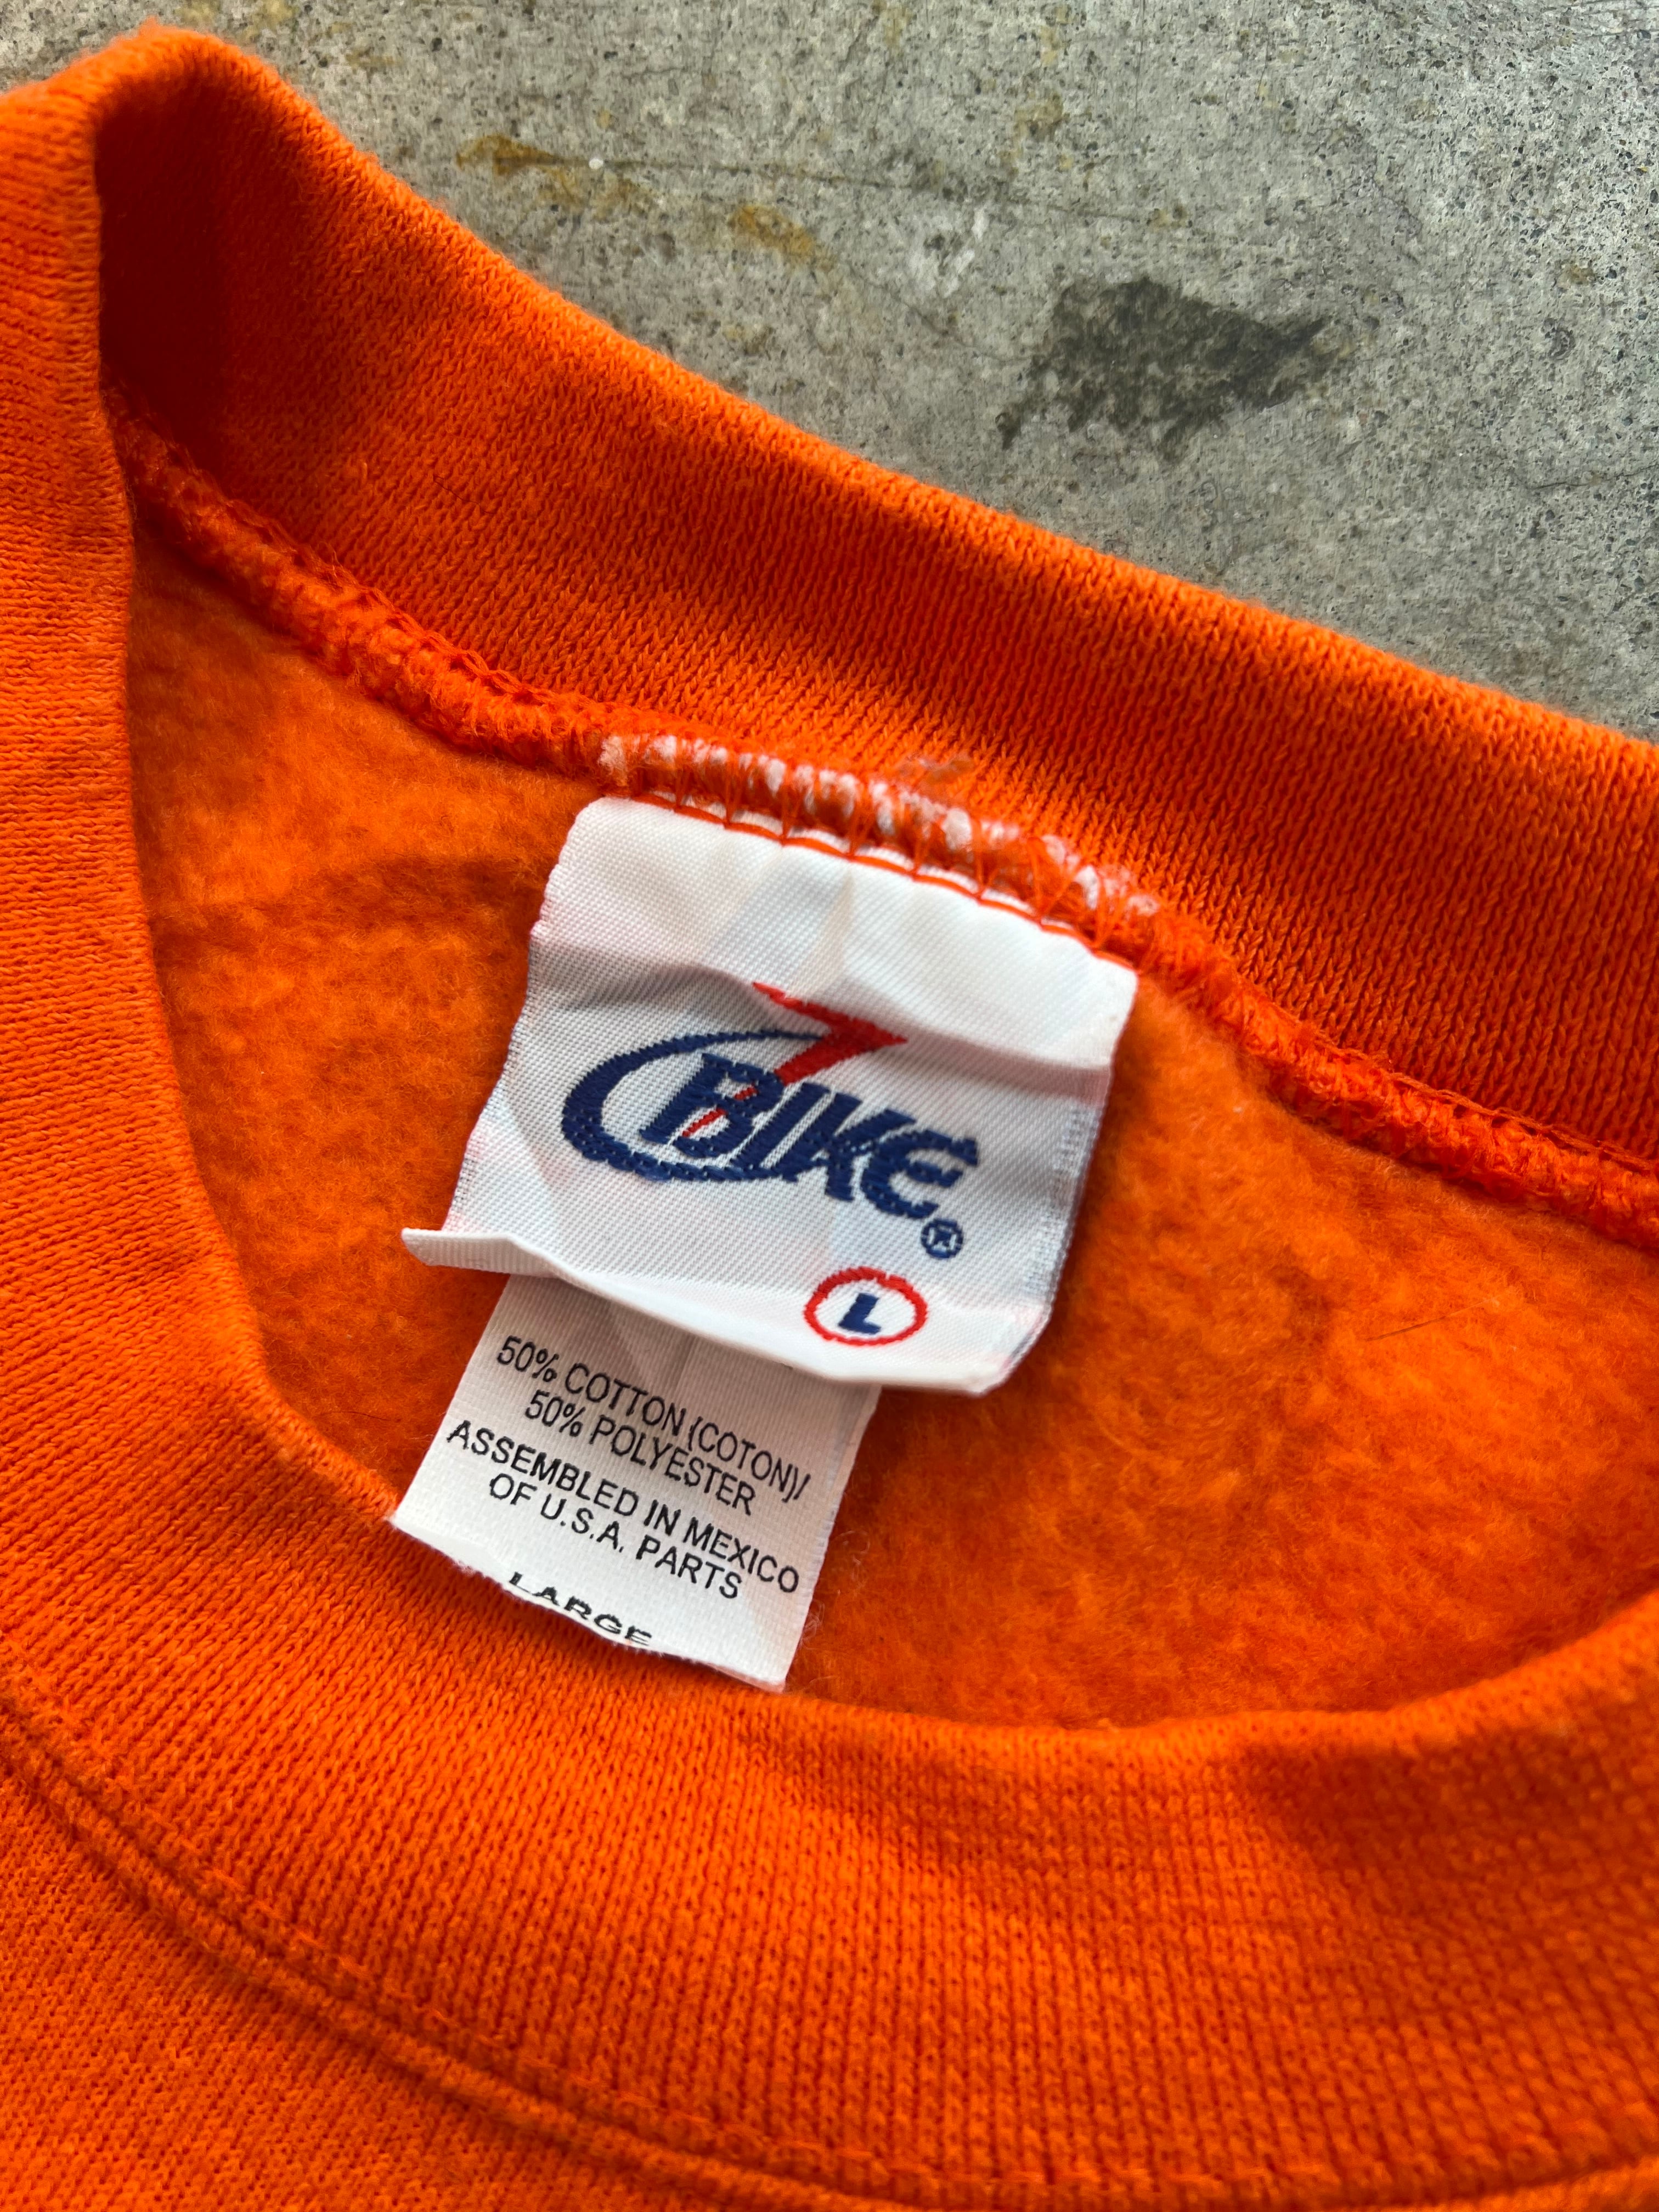 BIKE®
L
50% COTTON (COTON)/
50% POLYESTER
ASSEMBLED IN MEXICO
OF U.S.A. PARTS
LARGE